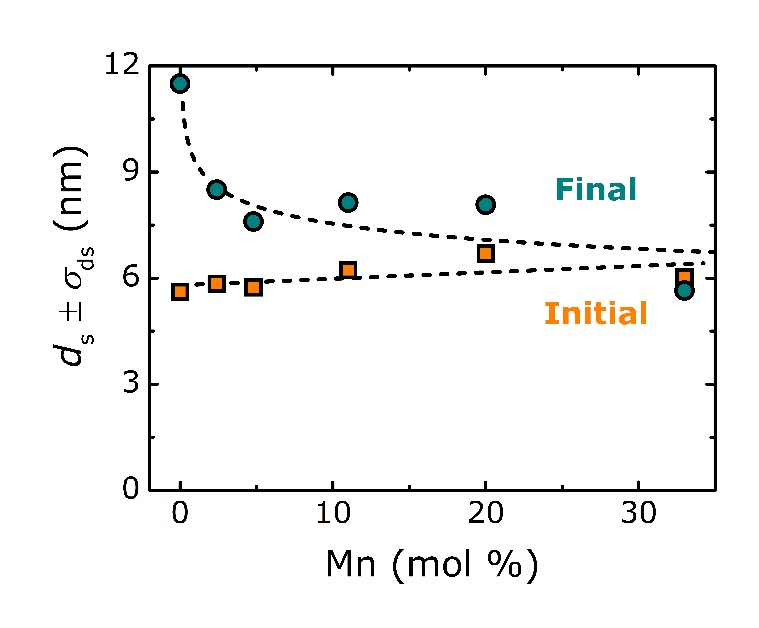 12
9
6
3
0
d_s ± σ_ds (nm)
Final
Initial
0 10 20 30
Mn (mol %)